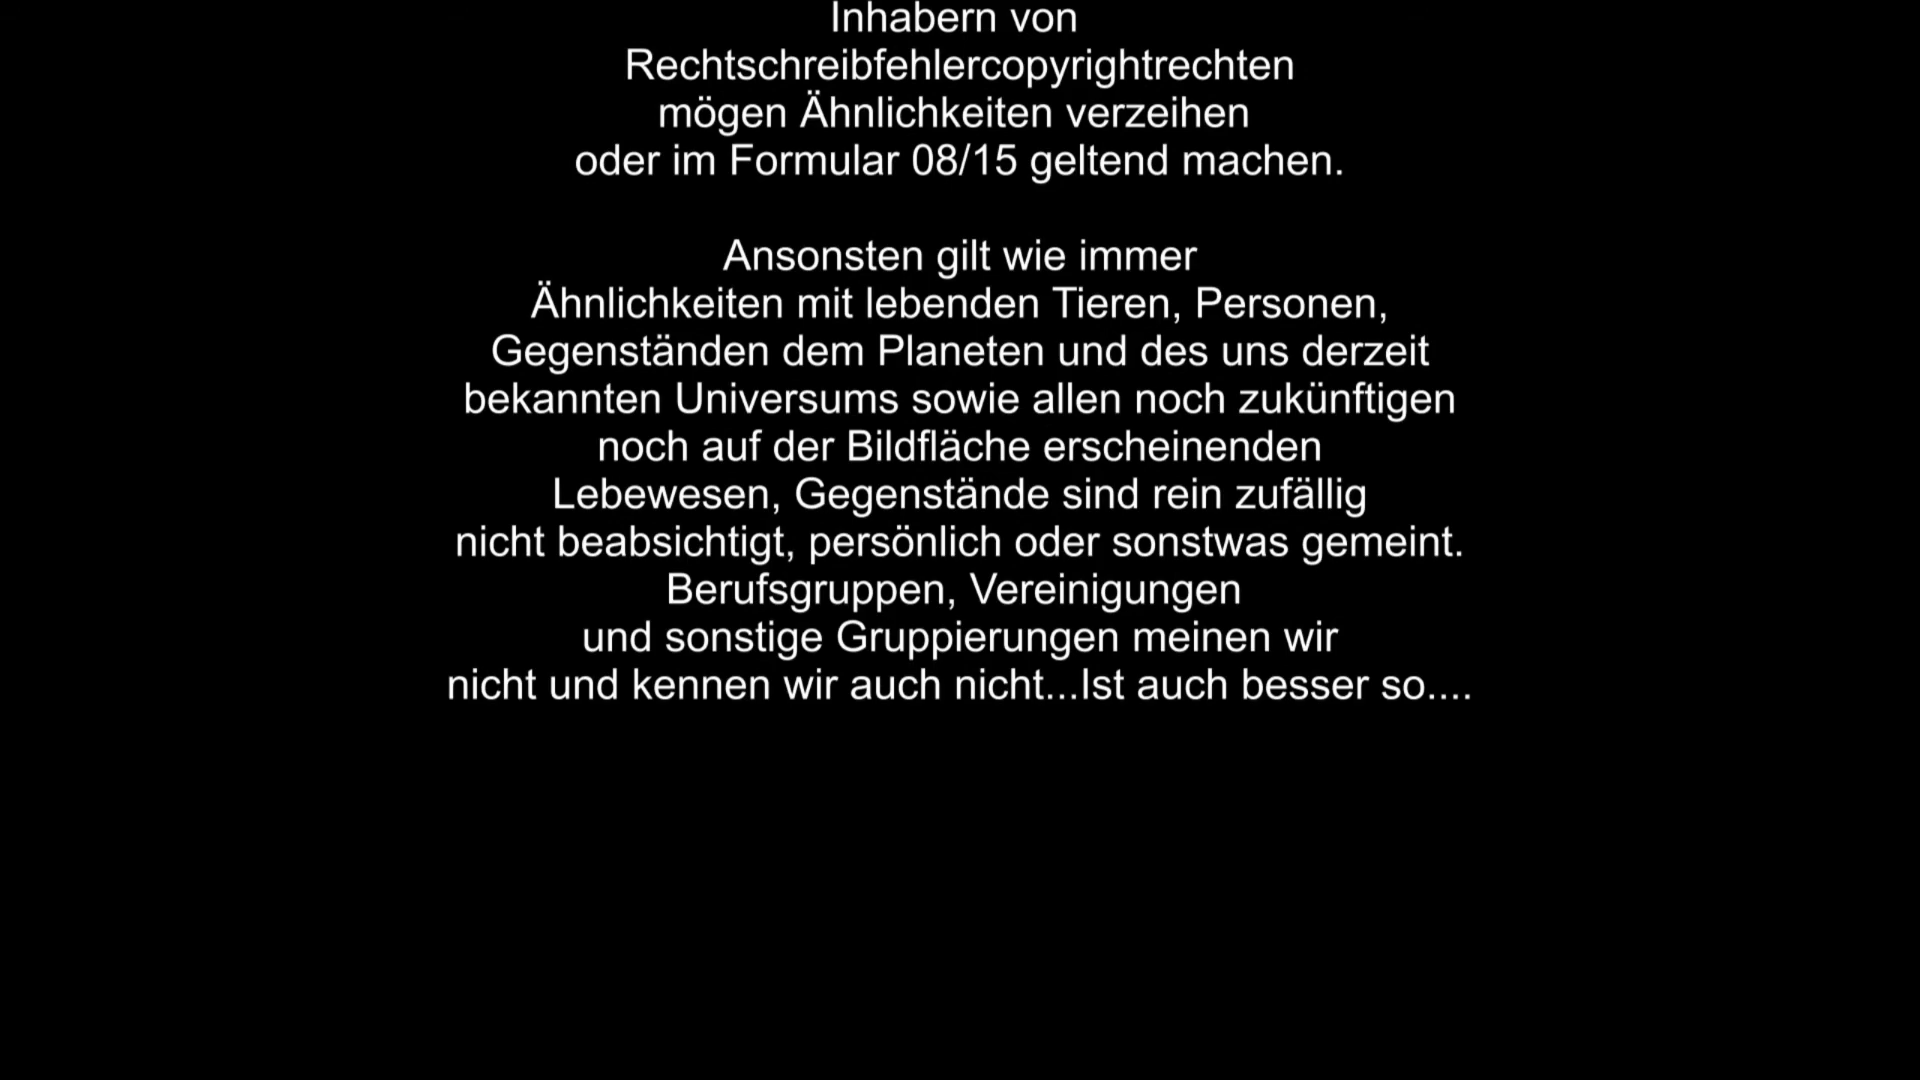 Inhabern von
Rechtschreibfehlercopyrightrechten
mögen Ähnlichkeiten verzeihen
oder im Formular 08/15 geltend machen.
Ansonsten gilt wie immer
Ähnlichkeiten mit lebenden Tieren, Personen,
Gegenständen dem Planeten und des uns derzeit
bekannten Universums sowie allen noch zukünftigen
noch auf der Bildfläche erscheinenden
Lebewesen, Gegenstände sind rein zufällig
nicht beabsichtigt, persönlich oder sonstwas gemeint.
Berufsgruppen, Vereinigungen
und sonstige Gruppierungen meinen wir
nicht und kennen wir auch nicht...Ist auch besser so....